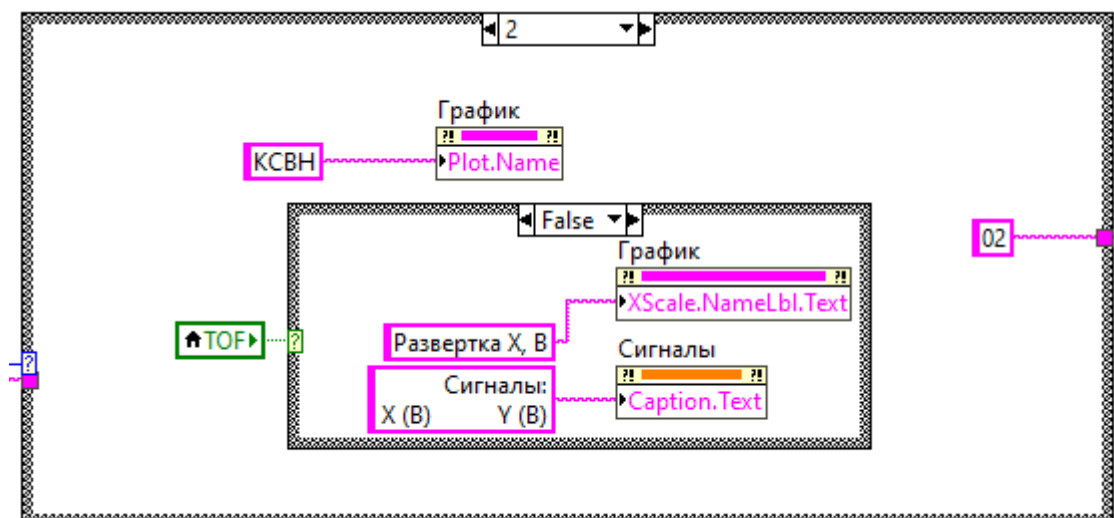 2
График
Plot.Name
КСВН
False
График
XScale.NameLbl.Text
TOF
Развертка X, В
Сигналы
Сигналы:
X (В) Y (В)
Caption.Text
02